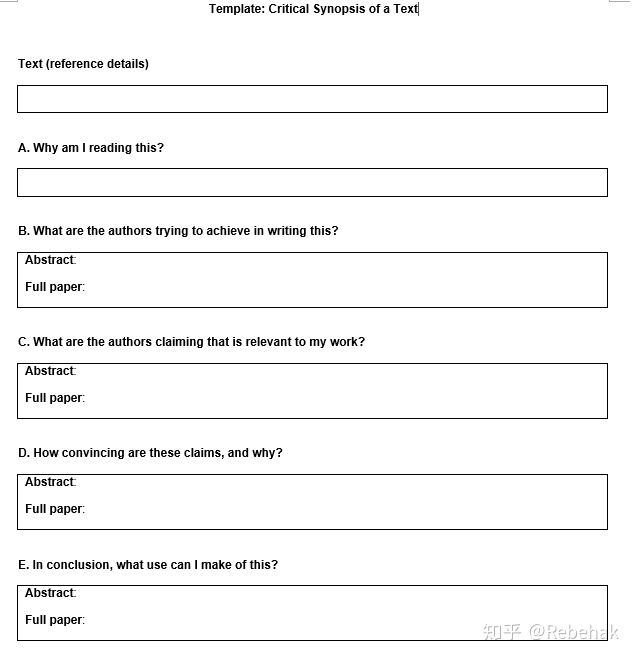 Template: Critical Synopsis of a Text
Text (reference details)
A. Why am I reading this?
B. What are the authors trying to achieve in writing this?
Abstract:
Full paper:
C. What are the authors claiming that is relevant to my work?
Abstract:
Full paper:
D. How convincing are these claims, and why?
Abstract:
Full paper:
E. In conclusion, what use can I make of this?
Abstract:
Full paper:
知乎 @Rebehak